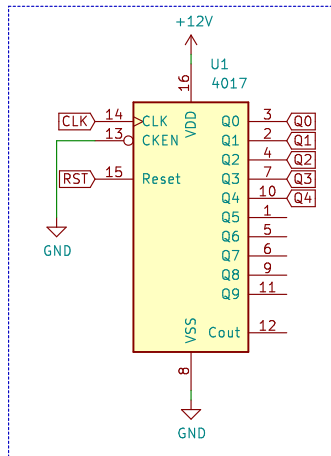 +12V
U1
4017
16
VDD
CLK 14 CLK Q0 3 Q0
13 CKEN Q1 2 Q1
Q2 4 Q2
RST 15 Reset Q3 7 Q3
Q4 10 Q4
Q5 1
GND Q6 5
Q7 6
Q8 9
Q9 11
Cout 12
VSS
8
GND